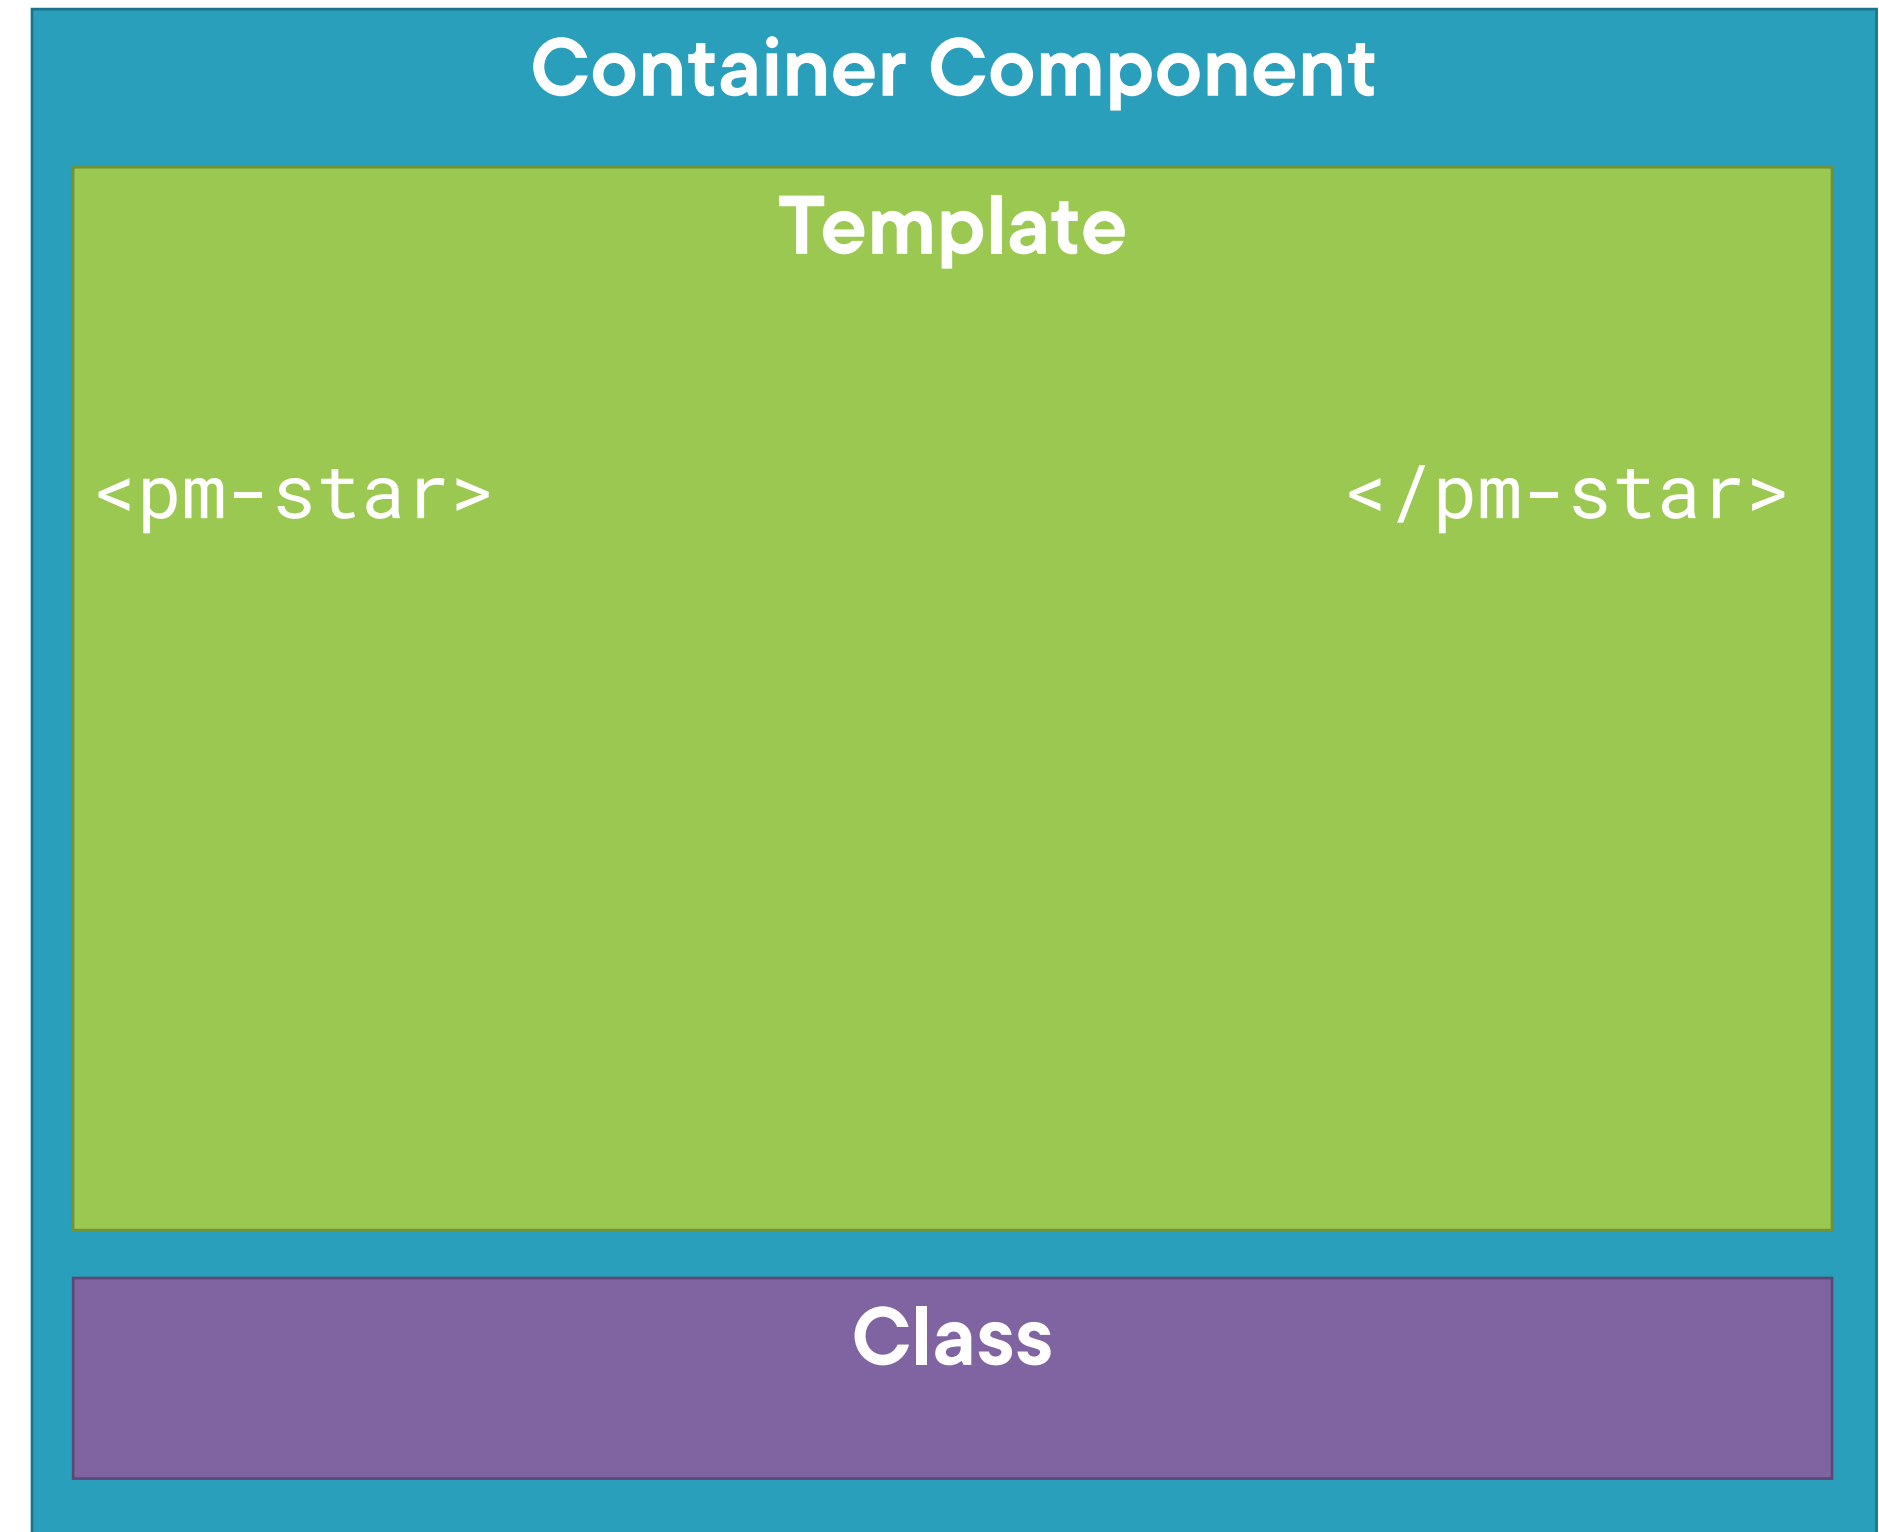 Container Component
Template
<pm-star> </pm-star>
Class